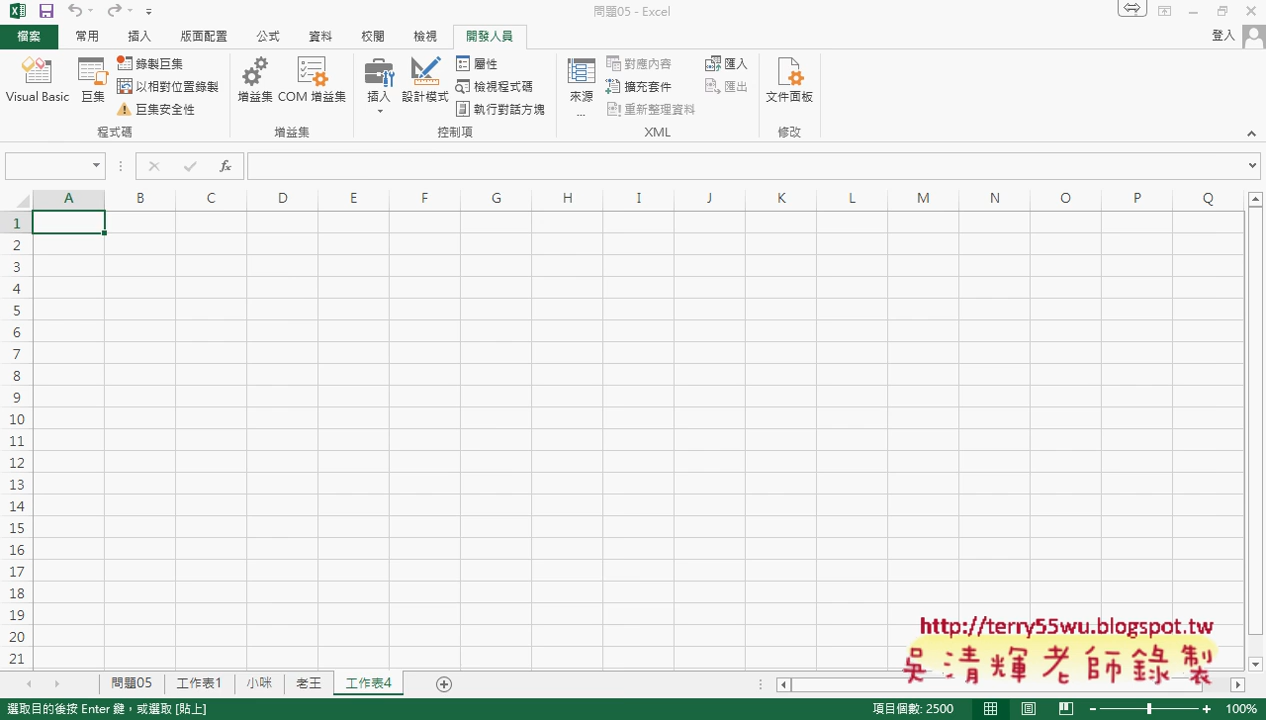 問題05 - Excel
檔案 常用 插入 版面配置 公式 資料 校閱 檢視 開發人員 登入
Visual Basic 巨集 錄製巨集 以相對位置錄製 巨集安全性 程式碼
增益集 COM 增益集 增益集
插入 設計模式 屬性 檢視程式碼 執行對話方塊 控制項
來源 ... 對應內容 擴充套件 重新整理資料 匯入 匯出 XML
文件面板 修改
fx
A B C D E F G H I J K L M N O P Q
1
2
3
4
5
6
7
8
9
10
11
12
13
14
15
16
17
18
19
20
21
http://terry55wu.blogspot.tw
吳清輝老師錄製
問題05 工作表1 小咪 老王 工作表4
選取目的後按 Enter 鍵，或選取 [貼上] 項目個數: 2500 100%